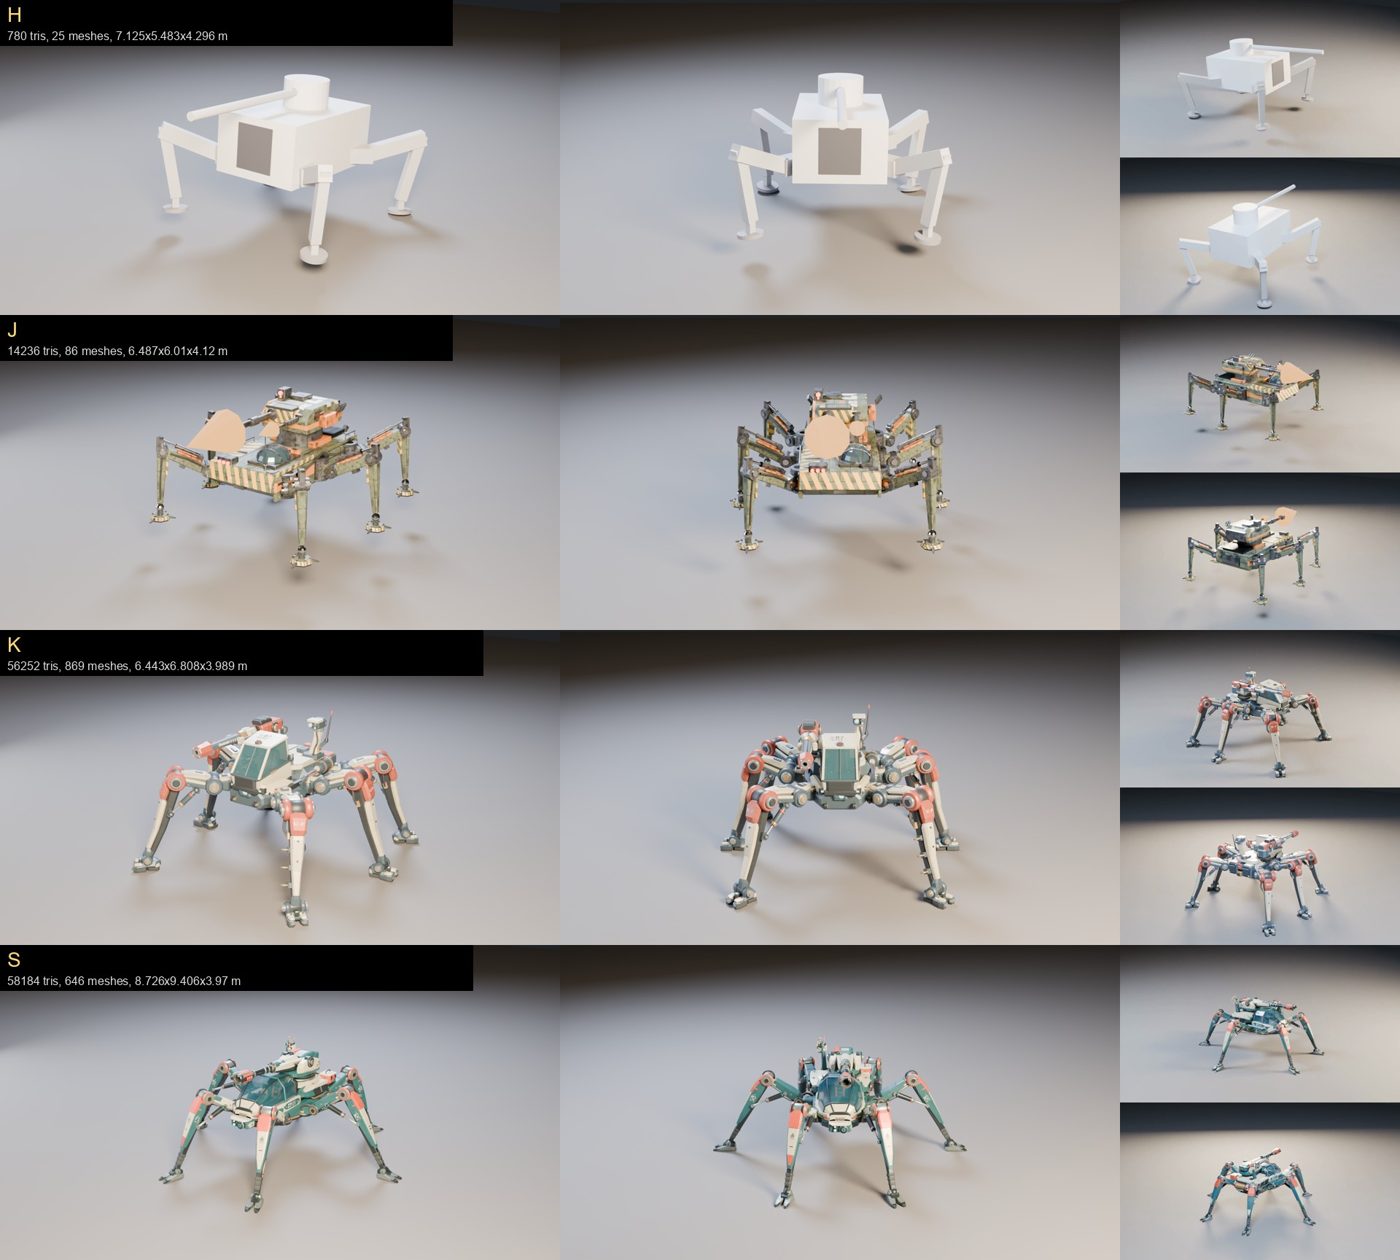 H
780 tris, 25 meshes, 7.125x5.483x4.296 m
J
14236 tris, 86 meshes, 6.487x6.01x4.12 m
K
56252 tris, 869 meshes, 6.443x6.808x3.989 m
S
58184 tris, 646 meshes, 8.726x9.406x3.97 m